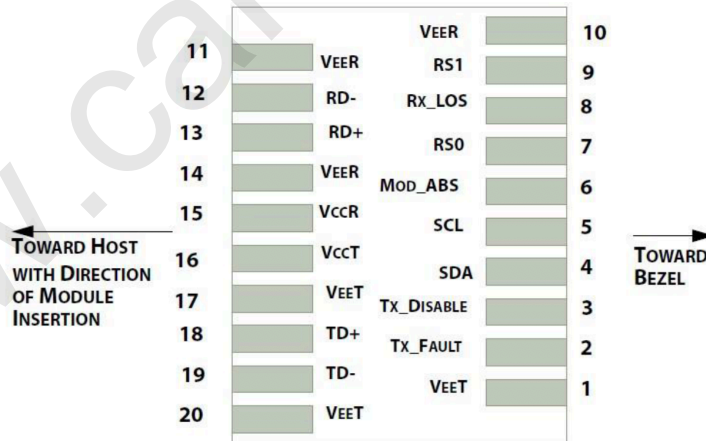 11 VEER
12 RD-
13 RD+
14 VEER
15 VCCR
16 VCCT
17 VEET
18 TD+
19 TD-
20 VEET
VEER 10
RS1 9
RX_LOS 8
RS0 7
MOD_ABS 6
SCL 5
SDA 4
TX_DISABLE 3
TX_FAULT 2
VEET 1
TOWARD HOST
WITH DIRECTION
OF MODULE
INSERTION
TOWARD
BEZEL